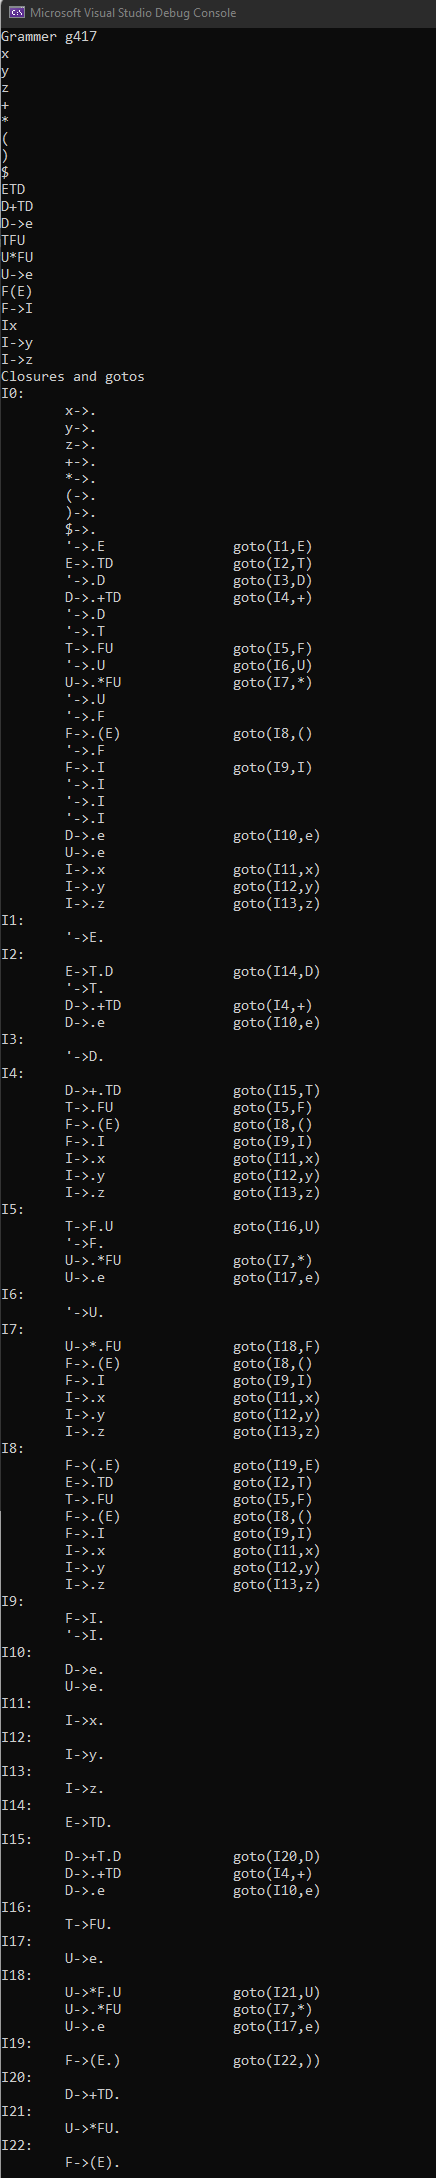 Microsoft Visual Studio Debug Console
Grammer g417
x
y
z
+
*
(
)
$
ETD
D+TD
D->e
TFU
U*FU
U->e
F(E)
F->I
Ix
I->y
I->z
Closures and gotos
I0:
x->.
y->.
z->.
+->.
*->.
(->.
)->.
$->.
'->.E goto(I1,E)
E->.TD goto(I2,T)
'->.D goto(I3,D)
D->.+TD goto(I4,+)
'->.D
'->.T
T->.FU goto(I5,F)
'->.U goto(I6,U)
U->.*FU goto(I7,*)
'->.U
'->.F
F->.(E) goto(I8,()
'->.F
F->.I goto(I9,I)
'->.I
'->.I
'->.I
D->.e goto(I10,e)
U->.e
I->.x goto(I11,x)
I->.y goto(I12,y)
I->.z goto(I13,z)
I1:
'->E.
I2:
E->T.D goto(I14,D)
'->T.
D->.+TD goto(I4,+)
D->.e goto(I10,e)
I3:
'->D.
I4:
D->+.TD goto(I15,T)
T->.FU goto(I5,F)
F->.(E) goto(I8,()
F->.I goto(I9,I)
I->.x goto(I11,x)
I->.y goto(I12,y)
I->.z goto(I13,z)
I5:
T->F.U goto(I16,U)
'->F.
U->.*FU goto(I7,*)
U->.e goto(I17,e)
I6:
'->U.
I7:
U->*.FU goto(I18,F)
F->.(E) goto(I8,()
F->.I goto(I9,I)
I->.x goto(I11,x)
I->.y goto(I12,y)
I->.z goto(I13,z)
I8:
F->(.E) goto(I19,E)
E->.TD goto(I2,T)
T->.FU goto(I5,F)
F->.(E) goto(I8,()
F->.I goto(I9,I)
I->.x goto(I11,x)
I->.y goto(I12,y)
I->.z goto(I13,z)
I9:
F->I.
'->I.
I10:
D->e.
U->e.
I11:
I->x.
I12:
I->y.
I13:
I->z.
I14:
E->TD.
I15:
D->+T.D goto(I20,D)
D->.+TD goto(I4,+)
D->.e goto(I10,e)
I16:
T->FU.
I17:
U->e.
I18:
U->*F.U goto(I21,U)
U->.*FU goto(I7,*)
U->.e goto(I17,e)
I19:
F->(E.) goto(I22,))
I20:
D->+TD.
I21:
U->*FU.
I22:
F->(E).